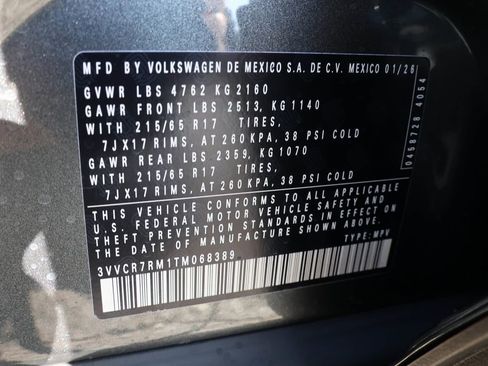 MFD BY VOLKSWAGEN DE MEXICO S.A. DE C.V. MEXICO 01/26
GVWR LBS 4762 KG 2160
GAWR FRONT LBS 2513, KG 1140
WITH 215/65 R17 TIRES,
7JX17 RIMS, AT 260 KPA, 38 PSI COLD
GAWR REAR LBS 2359, KG 1070
WITH 215/65 R17 TIRES,
7JX17 RIMS, AT 260 KPA, 38 PSI COLD
THIS VEHICLE CONFORMS TO ALL APPLICABLE
U.S. FEDERAL MOTOR VEHICLE SAFETY AND
THEFT PREVENTION STANDARDS IN EFFECT ON
THE DATE OF MANUFACTURE SHOWN ABOVE.
3VVCR7RM1TM068389 TYPE: MPV
0458728 4054